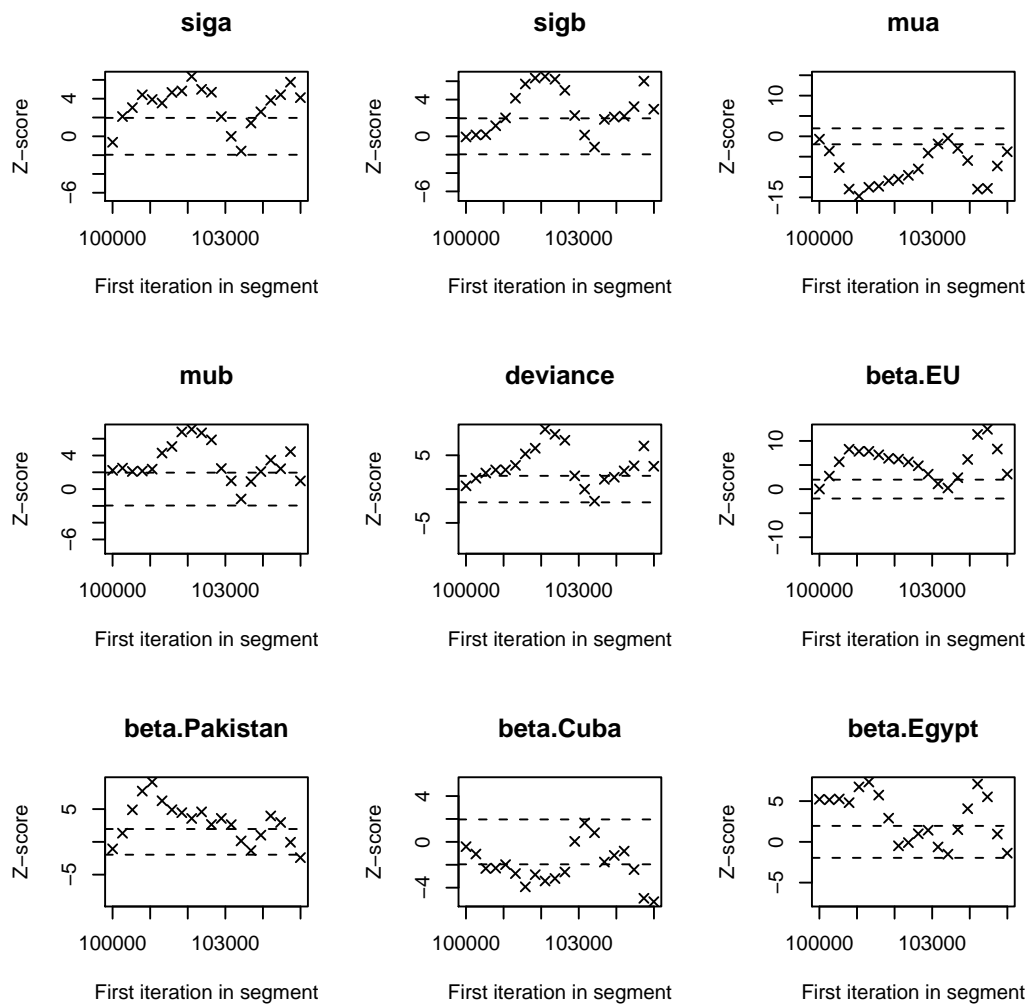 siga
Z−score
−6
0
4
100000
103000
First iteration in segment
sigb
Z−score
−6
0
4
100000
103000
First iteration in segment
mua
Z−score
−15
0
10
100000
103000
First iteration in segment
mub
Z−score
−6
0
4
100000
103000
First iteration in segment
deviance
Z−score
−5
5
100000
103000
First iteration in segment
beta.EU
Z−score
−10
0
10
100000
103000
First iteration in segment
beta.Pakistan
Z−score
−5
5
100000
103000
First iteration in segment
beta.Cuba
Z−score
−4
0
4
100000
103000
First iteration in segment
beta.Egypt
Z−score
−5
5
100000
103000
First iteration in segment